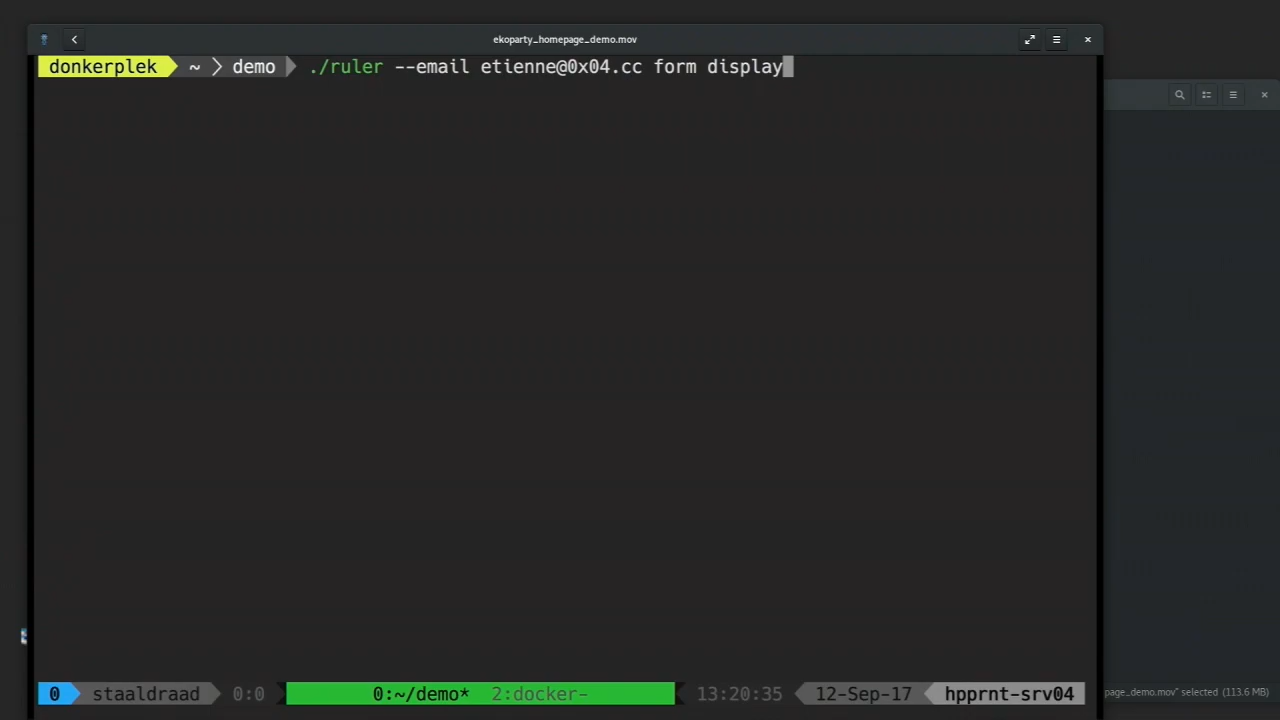 ekoparty_homepage_demo.mov
donkerplek ~ demo ./ruler --email etienne@0x04.cc form display
page_demo.mov" selected (113.6 MB)
0 staaldraad 0:0 0:~/demo* 2:docker- 13:20:35 12-Sep-17 hpprnt-srv04